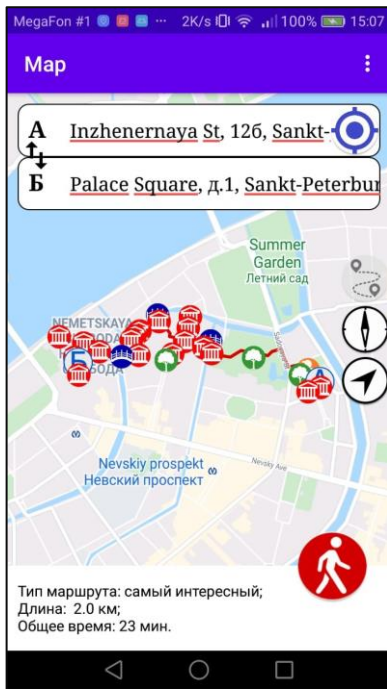 MegaFon #1 ... 2K/s 100% 15:07
Map
А Inzhenernaya St, 12б, Sankt-
Б Palace Square, д.1, Sankt-Peterbur
Summer
Garden
Летний сад
NEMETSKAYA
Б
Nevskiy prospekt
Невский проспект
Nevsky Ave
Тип маршрута: самый интересный;
Длина: 2.0 км;
Общее время: 23 мин.